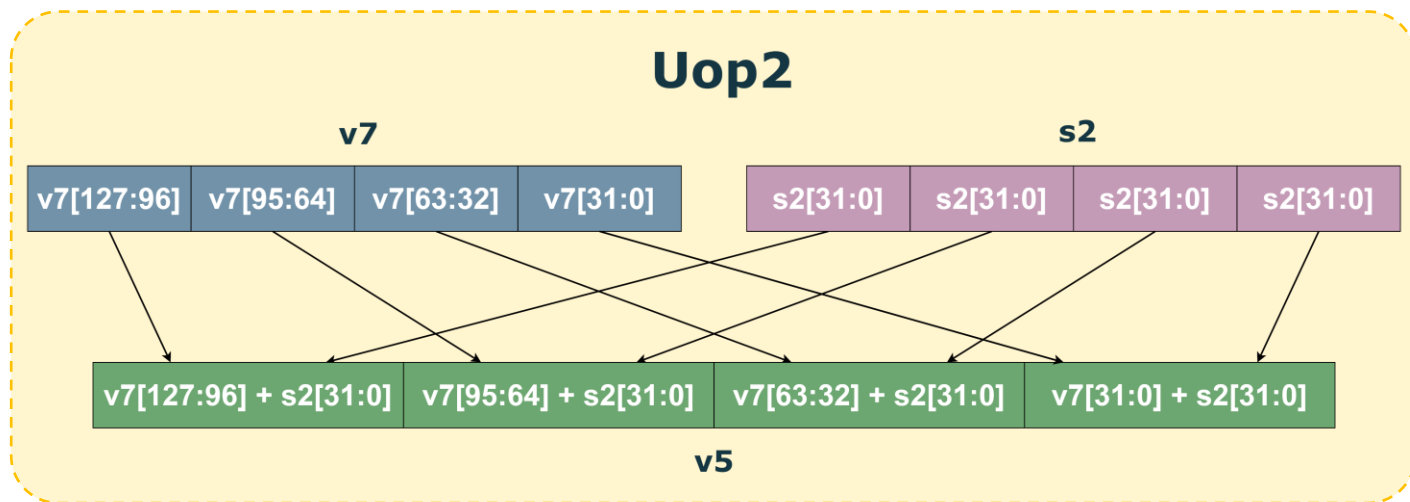 Uop2
v7 s2
v7[127:96] v7[95:64] v7[63:32] v7[31:0] s2[31:0] s2[31:0] s2[31:0] s2[31:0]
v7[127:96] + s2[31:0] v7[95:64] + s2[31:0] v7[63:32] + s2[31:0] v7[31:0] + s2[31:0]
v5